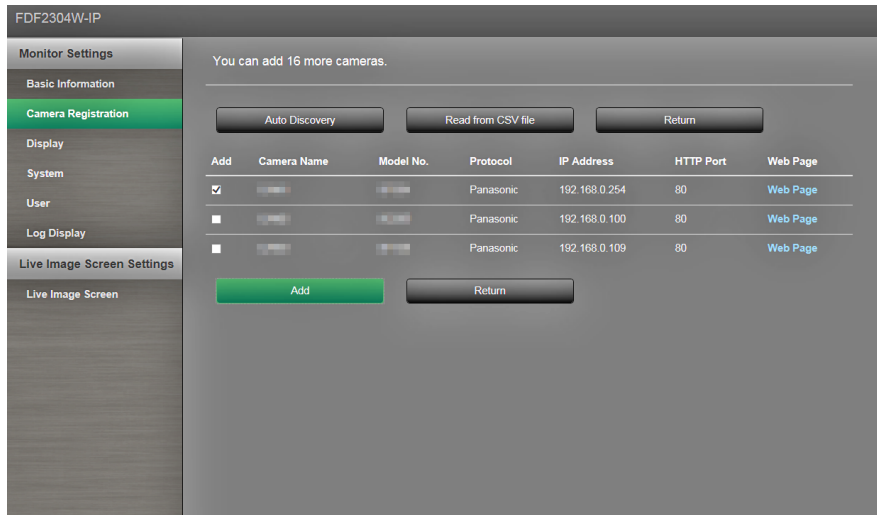 FDF2304W-IP
Monitor Settings
Basic Information
Camera Registration
Display
System
User
Log Display
Live Image Screen Settings
Live Image Screen
You can add 16 more cameras.
Auto Discovery Read from CSV file Return
Add Camera Name Model No. Protocol IP Address HTTP Port Web Page
Panasonic 192.168.0.254 80 Web Page
Panasonic 192.168.0.100 80 Web Page
Panasonic 192.168.0.109 80 Web Page
Add Return